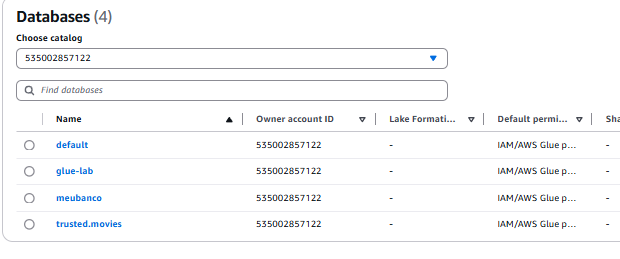 Databases (4)
Choose catalog
535002857122
Find databases
Name Owner account ID Lake Formati... Default permi... Sha
default 535002857122 - IAM/AWS Glue p... -
glue-lab 535002857122 - IAM/AWS Glue p... -
meubanco 535002857122 - IAM/AWS Glue p... -
trusted.movies 535002857122 - IAM/AWS Glue p... -